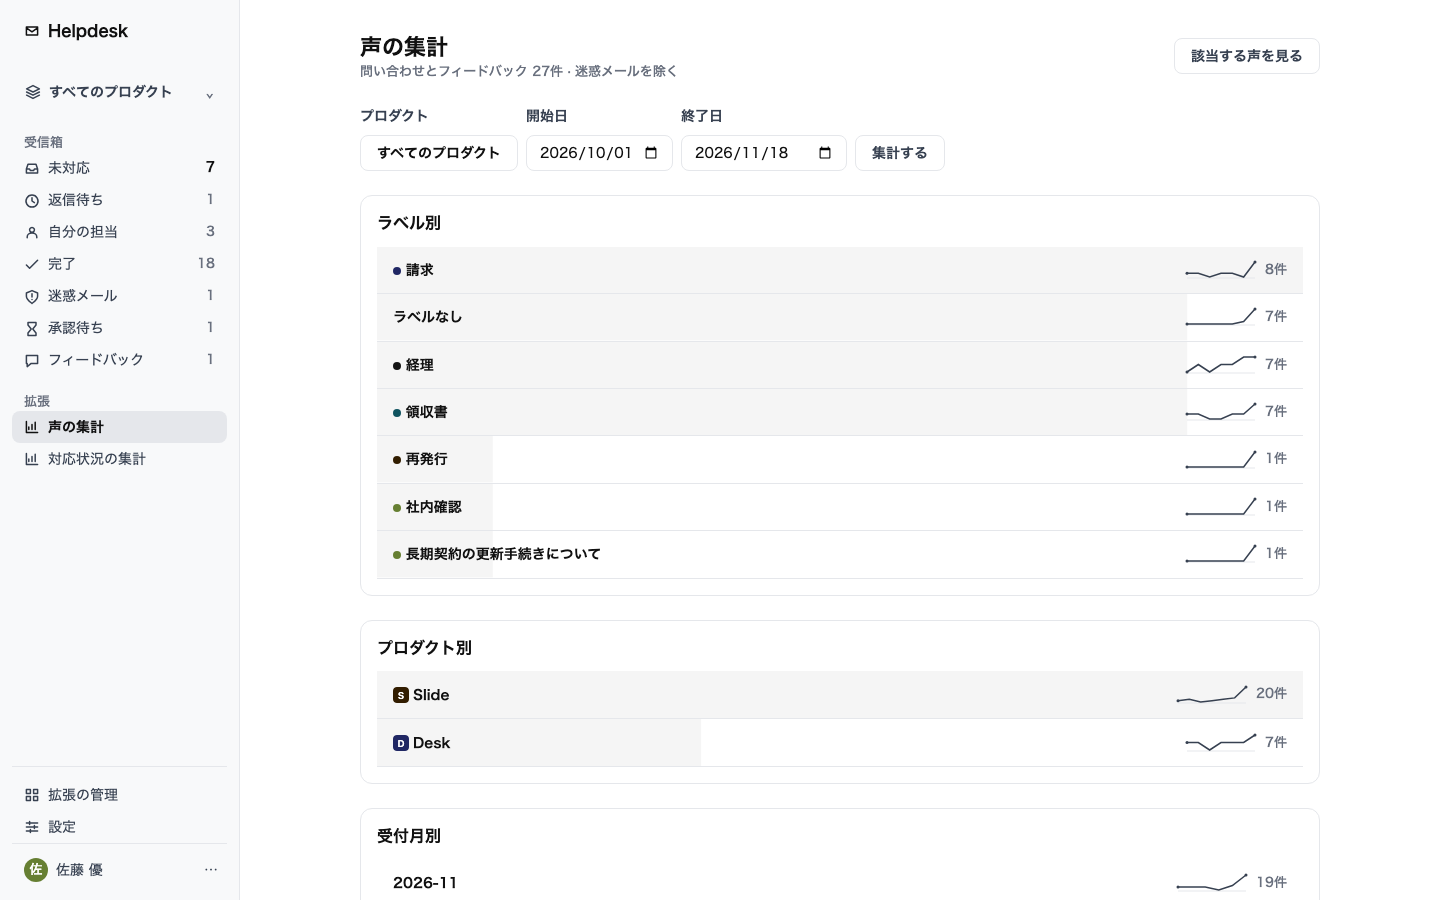 Helpdesk
すべてのプロダクト
受信箱
未対応 7
返信待ち 1
自分の担当 3
完了 18
迷惑メール 1
承認待ち 1
フィードバック 1
拡張
声の集計
対応状況の集計
拡張の管理
設定
佐 佐藤 優 …
声の集計
問い合わせとフィードバック 27件 · 迷惑メールを除く
該当する声を見る
プロダクト 開始日 終了日
すべてのプロダクト 2026/10/01 2026/11/18 集計する
ラベル別
請求 8件
ラベルなし 7件
経理 7件
領収書 7件
再発行 1件
社内確認 1件
長期契約の更新手続きについて 1件
プロダクト別
S Slide 20件
D Desk 7件
受付月別
2026-11 19件